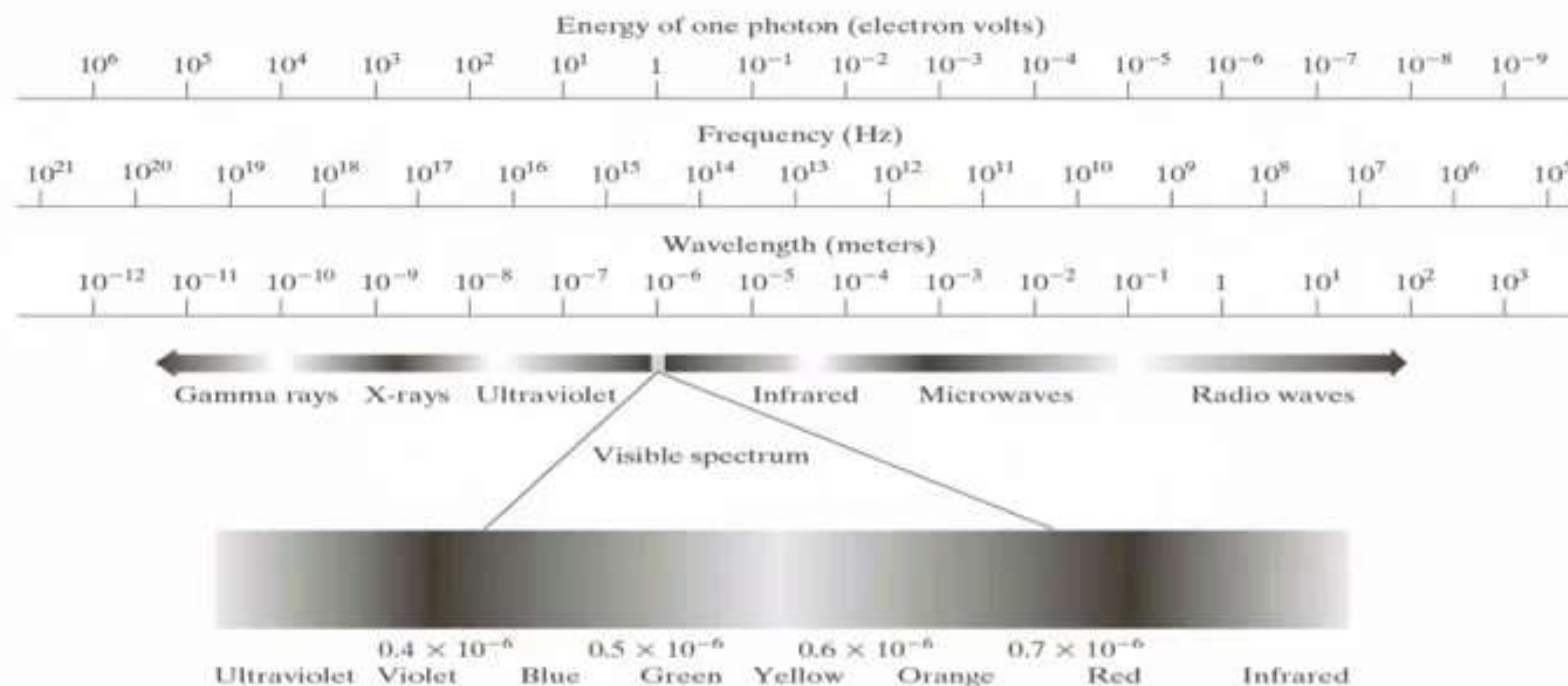 Energy of one photon (electron volts)
10⁶ 10⁵ 10⁴ 10³ 10² 10¹ 1 10⁻¹ 10⁻² 10⁻³ 10⁻⁴ 10⁻⁵ 10⁻⁶ 10⁻⁷ 10⁻⁸ 10⁻⁹
Frequency (Hz)
10²¹ 10²⁰ 10¹⁹ 10¹⁸ 10¹⁷ 10¹⁶ 10¹⁵ 10¹⁴ 10¹³ 10¹² 10¹¹ 10¹⁰ 10⁹ 10⁸ 10⁷ 10⁶
Wavelength (meters)
10⁻¹² 10⁻¹¹ 10⁻¹⁰ 10⁻⁹ 10⁻⁸ 10⁻⁷ 10⁻⁶ 10⁻⁵ 10⁻⁴ 10⁻³ 10⁻² 10⁻¹ 1 10¹ 10² 10³
Gamma rays X-rays Ultraviolet Infrared Microwaves Radio waves
Visible spectrum
0.4 × 10⁻⁶ 0.5 × 10⁻⁶ 0.6 × 10⁻⁶ 0.7 × 10⁻⁶
Ultraviolet Violet Blue Green Yellow Orange Red Infrared